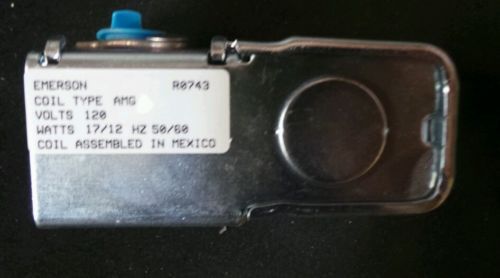 EMERSON R0743
COIL TYPE AMG
VOLTS 120
WATTS 17/12 HZ 50/60
COIL ASSEMBLED IN MEXICO